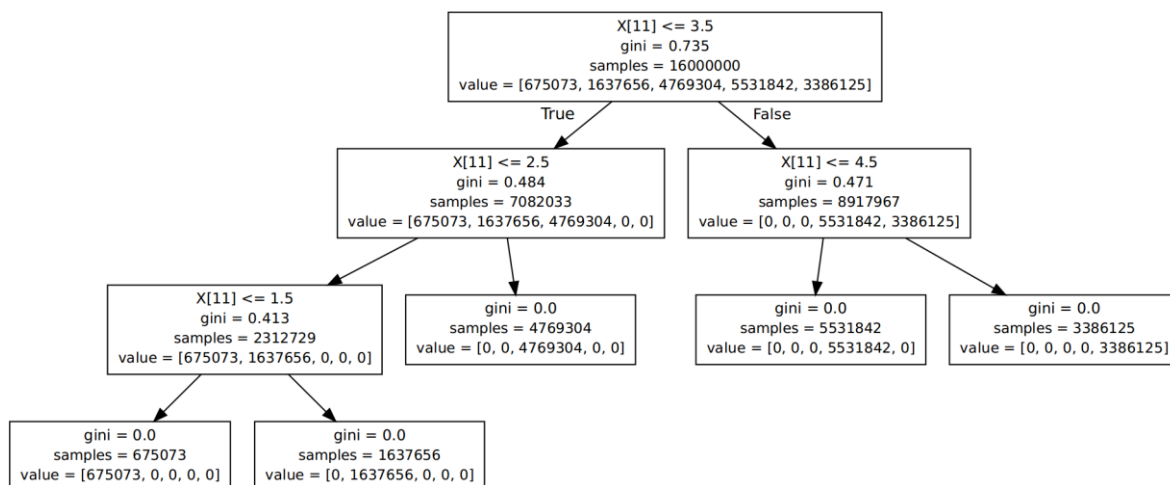 X[11] <= 3.5
gini = 0.735
samples = 16000000
value = [675073, 1637656, 4769304, 5531842, 3386125]
True
False
X[11] <= 2.5
gini = 0.484
samples = 7082033
value = [675073, 1637656, 4769304, 0, 0]
X[11] <= 4.5
gini = 0.471
samples = 8917967
value = [0, 0, 0, 5531842, 3386125]
X[11] <= 1.5
gini = 0.413
samples = 2312729
value = [675073, 1637656, 0, 0, 0]
gini = 0.0
samples = 4769304
value = [0, 0, 4769304, 0, 0]
gini = 0.0
samples = 5531842
value = [0, 0, 0, 5531842, 0]
gini = 0.0
samples = 3386125
value = [0, 0, 0, 0, 3386125]
gini = 0.0
samples = 675073
value = [675073, 0, 0, 0, 0]
gini = 0.0
samples = 1637656
value = [0, 1637656, 0, 0, 0]